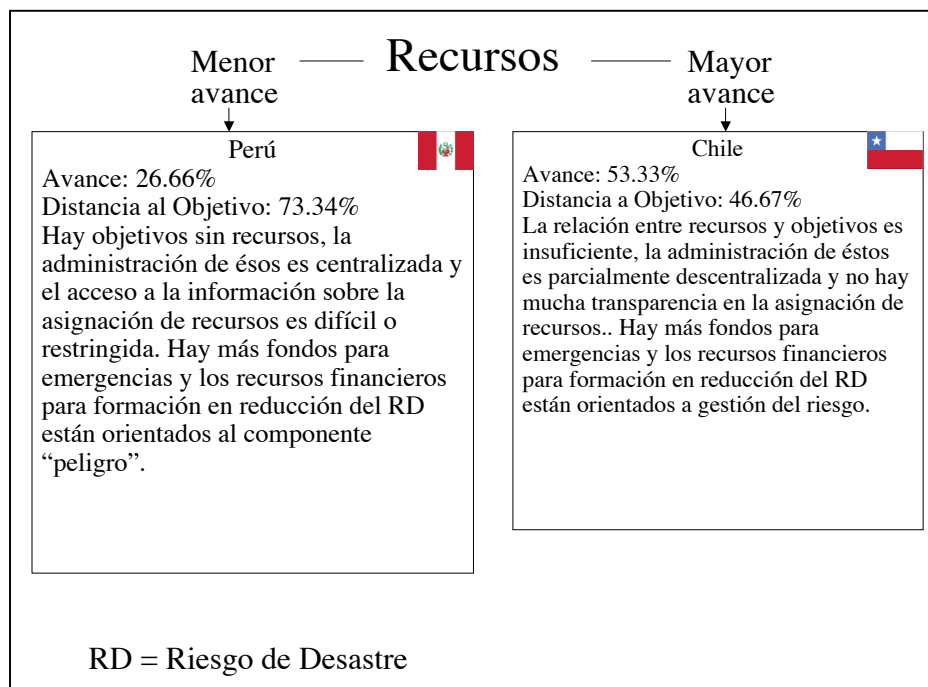 Recursos
Menor
avance
Mayor
avance
Perú
Avance: 26.66%
Distancia al Objetivo: 73.34%
Hay objetivos sin recursos, la
administración de ésos es centralizada y
el acceso a la información sobre la
asignación de recursos es difícil o
restringida. Hay más fondos para
emergencias y los recursos financieros
para formación en reducción del RD
están orientados al componente
“peligro”.
Chile
Avance: 53.33%
Distancia a Objetivo: 46.67%
La relación entre recursos y objetivos es
insuficiente, la administración de éstos
es parcialmente descentralizada y no hay
mucha transparencia en la asignación de
recursos.. Hay más fondos para
emergencias y los recursos financieros
para formación en reducción del RD
están orientados a gestión del riesgo.
RD = Riesgo de Desastre